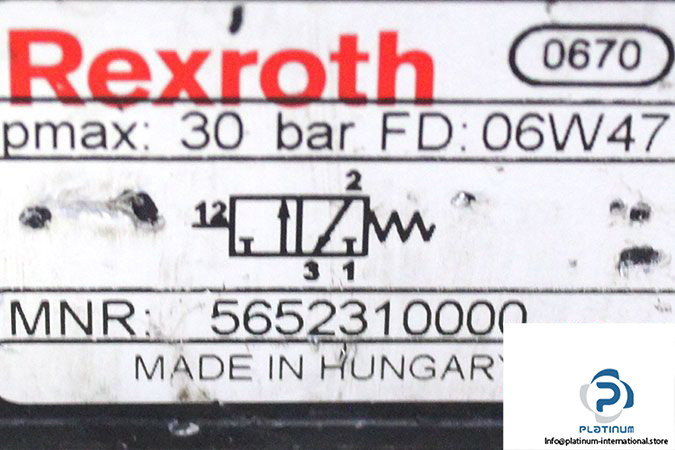 Rexroth 0670
pmax: 30 bar FD: 06W47
2
12
3 1
MNR: 5652310000
MADE IN HUNGARY
PLATINUM
Info@platinum-international.store